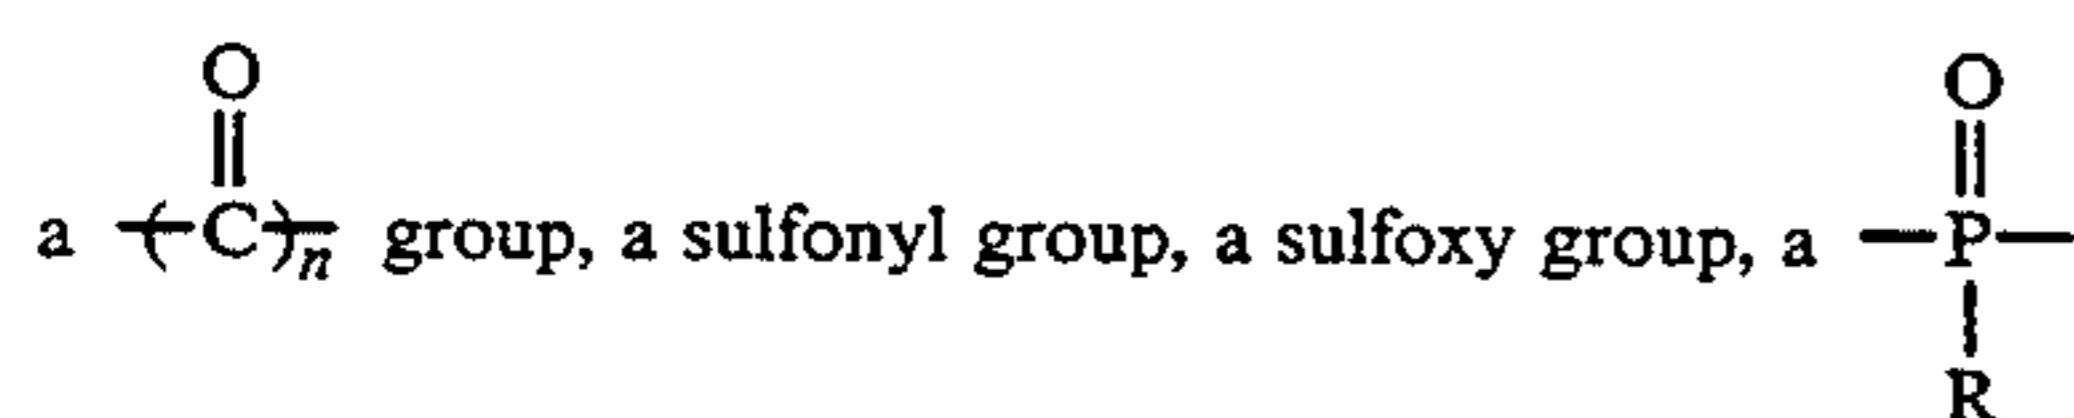 O O
a -(C)n- group, a sulfonyl group, a sulfoxy group, a -P-
R